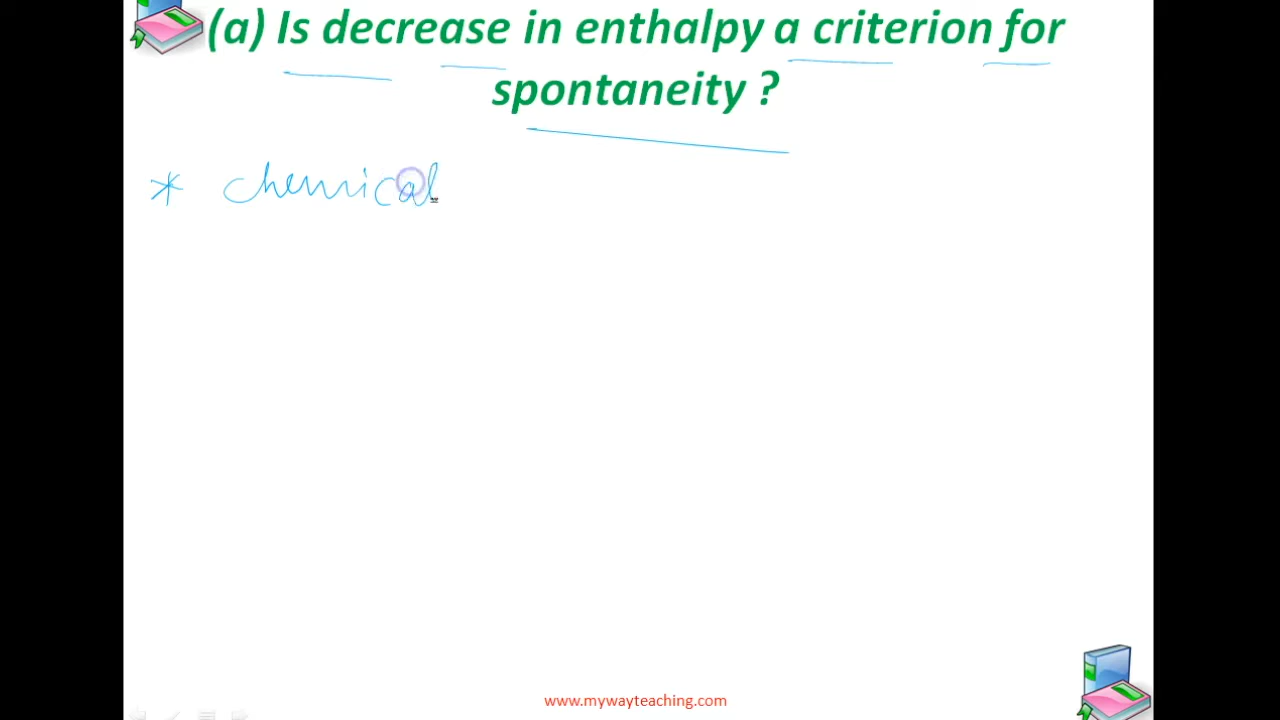 (a) Is decrease in enthalpy a criterion for
spontaneity ?
* chemical
www.mywayteaching.com